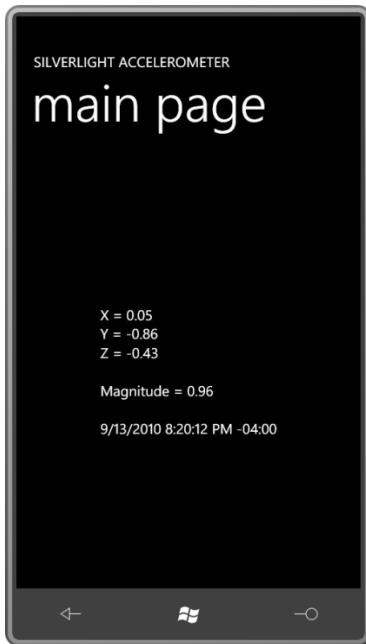 SILVERLIGHT ACCELEROMETER
main page
X = 0.05
Y = -0.86
Z = -0.43
Magnitude = 0.96
9/13/2010 8:20:12 PM -04:00